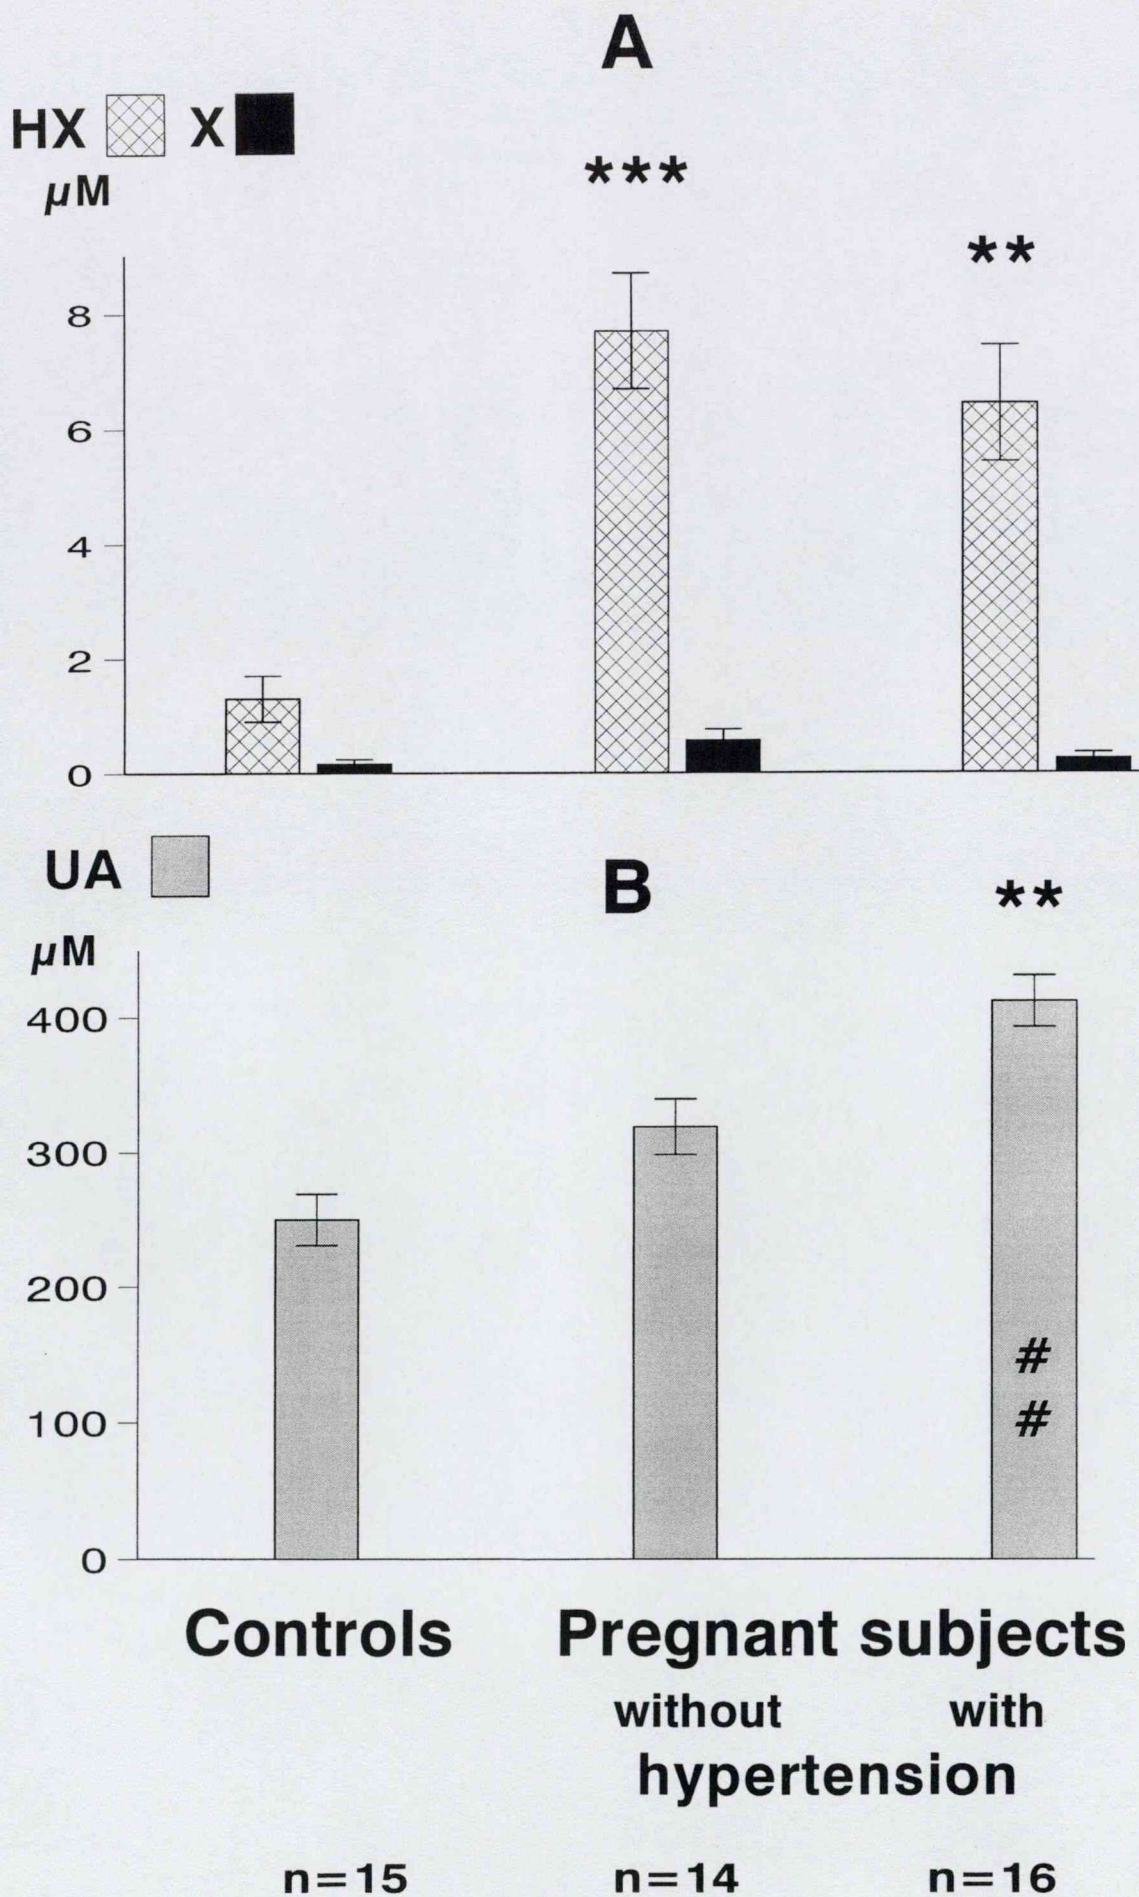 A
HX X
µM
***
**
8
6
4
2
0
UA
B
**
µM
400
300
200
100
0
#
#
Controls Pregnant subjects
without with
hypertension
n=15 n=14 n=16